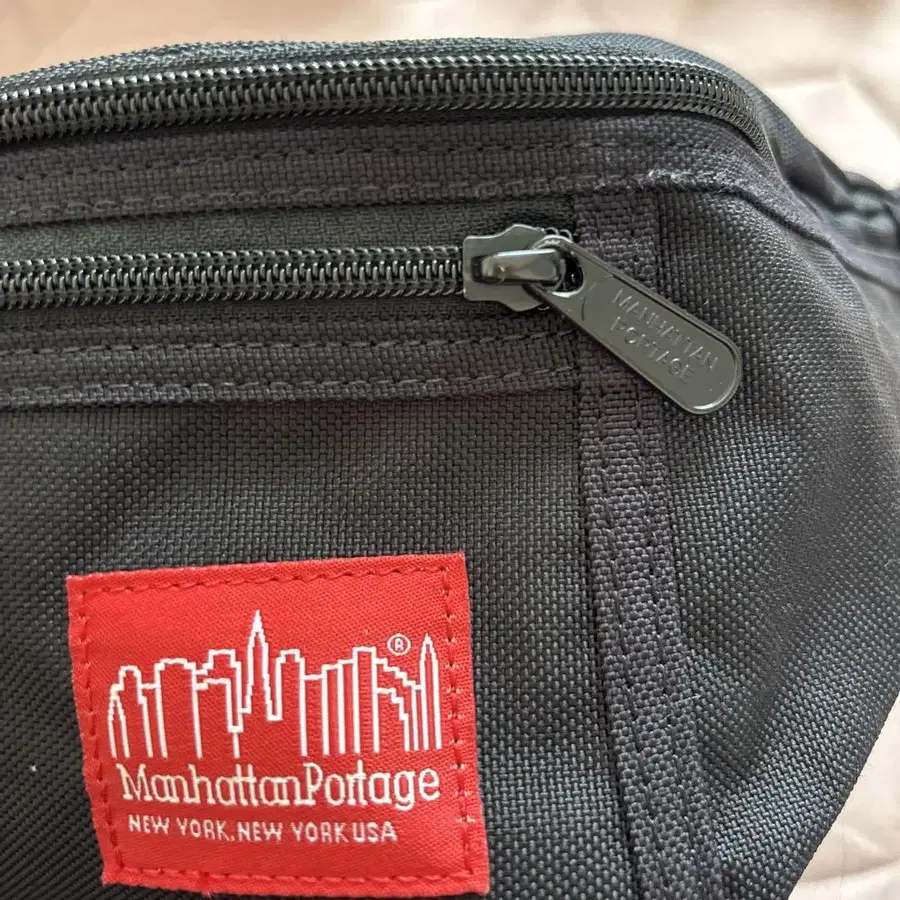 MANHATTAN
PORTAGE
®
ManhattanPortage
NEW YORK, NEW YORK USA